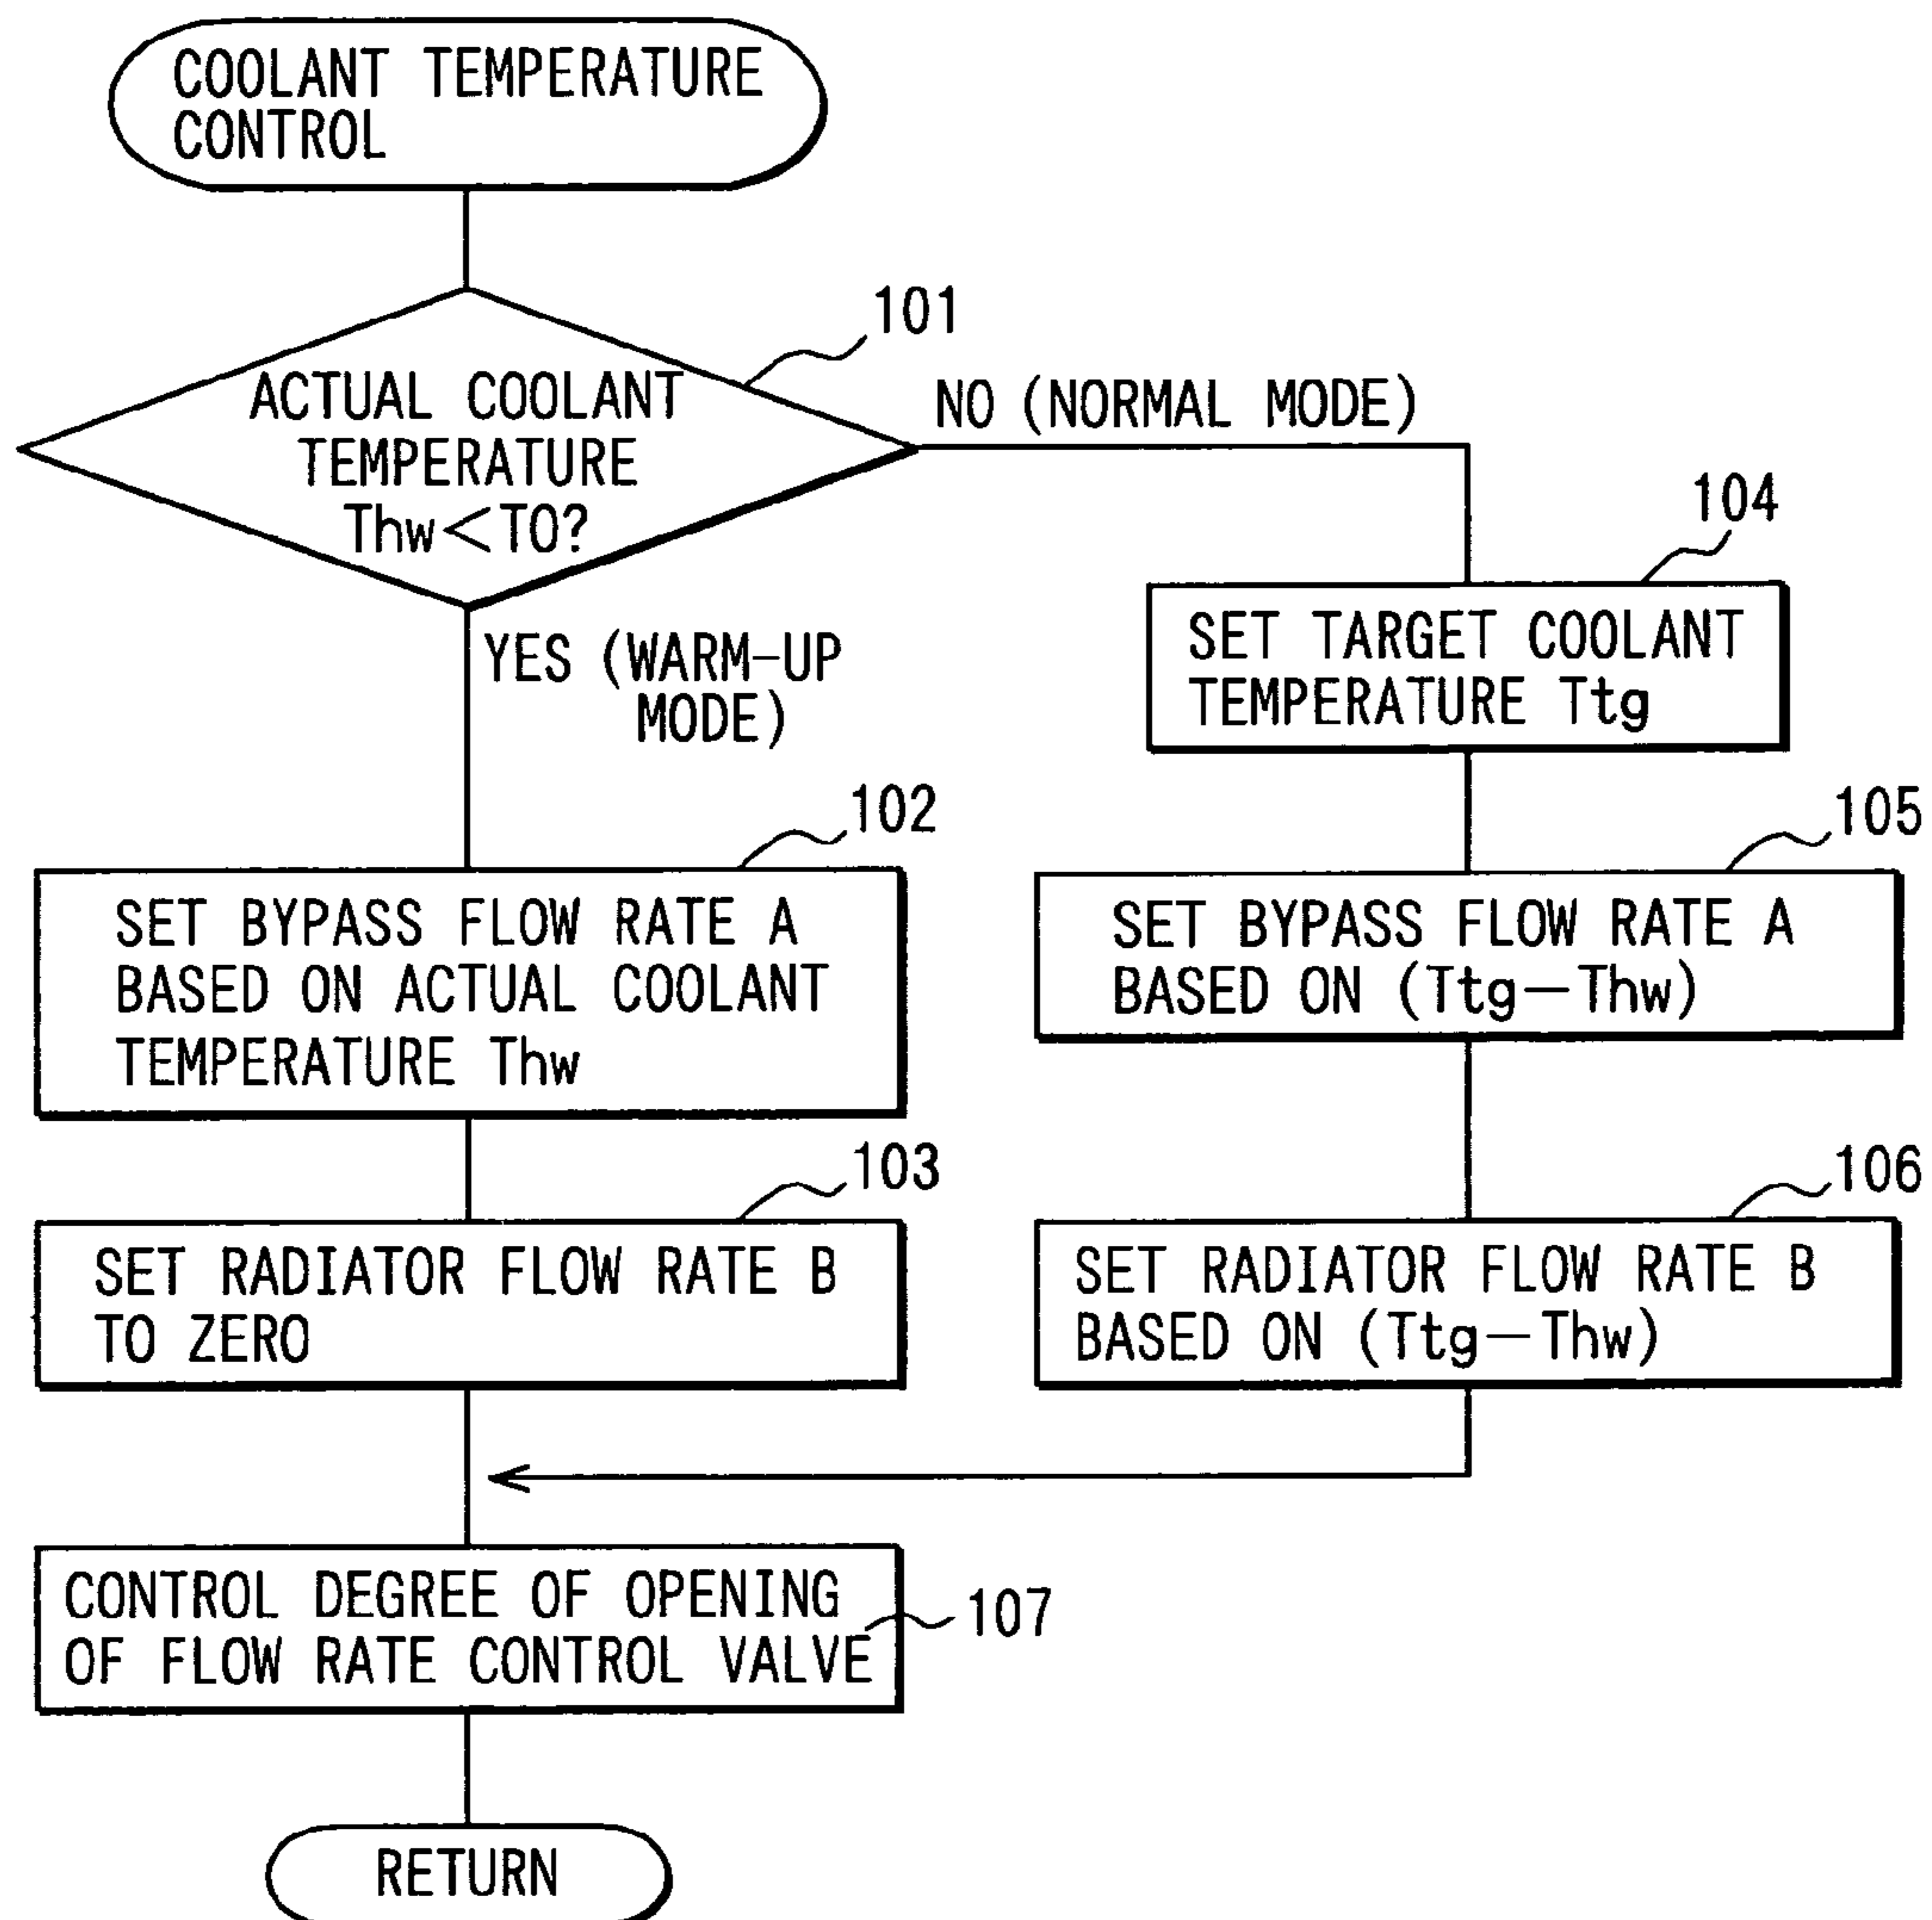 COOLANT TEMPERATURE
CONTROL
101
ACTUAL COOLANT
TEMPERATURE
Thw<TO?
NO (NORMAL MODE)
YES (WARM-UP
MODE)
104
SET TARGET COOLANT
TEMPERATURE Ttg
102
SET BYPASS FLOW RATE A
BASED ON ACTUAL COOLANT
TEMPERATURE Thw
105
SET BYPASS FLOW RATE A
BASED ON (Ttg-Thw)
103
SET RADIATOR FLOW RATE B
TO ZERO
106
SET RADIATOR FLOW RATE B
BASED ON (Ttg-Thw)
CONTROL DEGREE OF OPENING
OF FLOW RATE CONTROL VALVE
107
RETURN